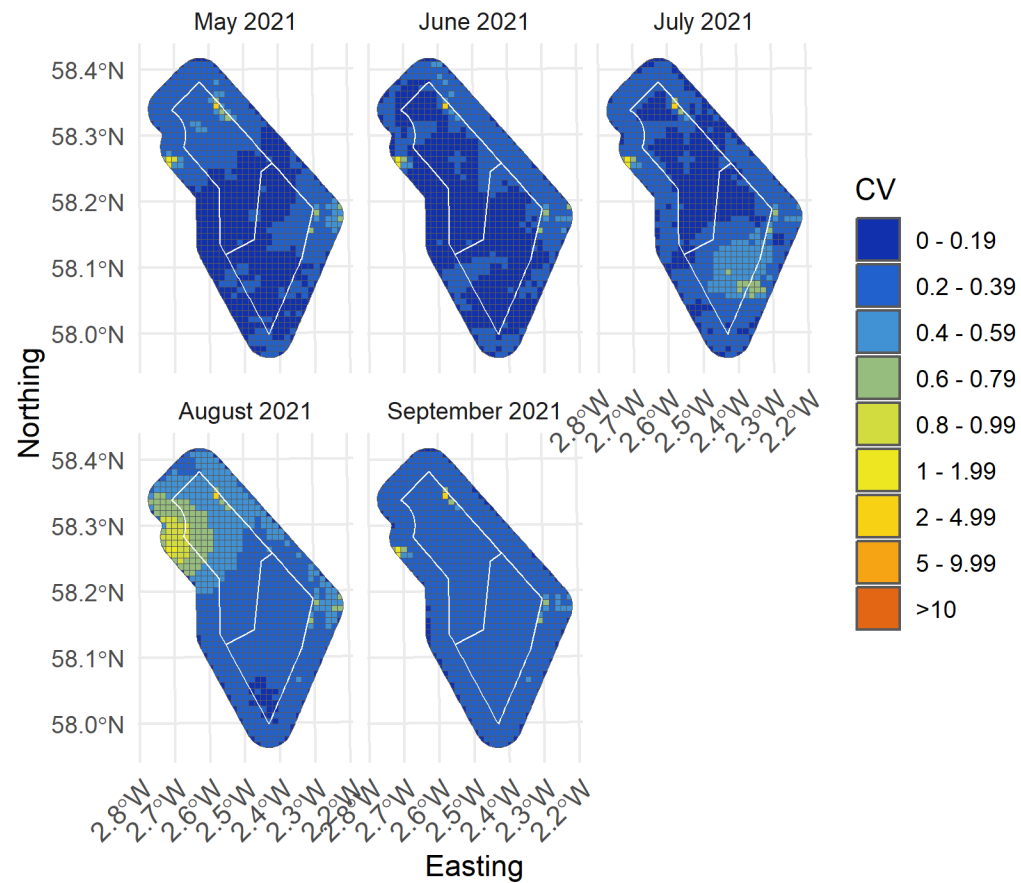 May 2021
June 2021
July 2021
58.4°N
58.3°N
58.2°N
58.1°N
58.0°N
2.8°W
2.7°W
2.6°W
2.5°W
2.4°W
2.3°W
2.2°W
August 2021
September 2021
58.4°N
58.3°N
58.2°N
58.1°N
58.0°N
2.8°W
2.7°W
2.6°W
2.5°W
2.4°W
2.3°W
2.2°W
2.8°W
2.7°W
2.6°W
2.5°W
2.4°W
2.3°W
2.2°W
Northing
Easting
CV
0 - 0.19
0.2 - 0.39
0.4 - 0.59
0.6 - 0.79
0.8 - 0.99
1 - 1.99
2 - 4.99
5 - 9.99
>10